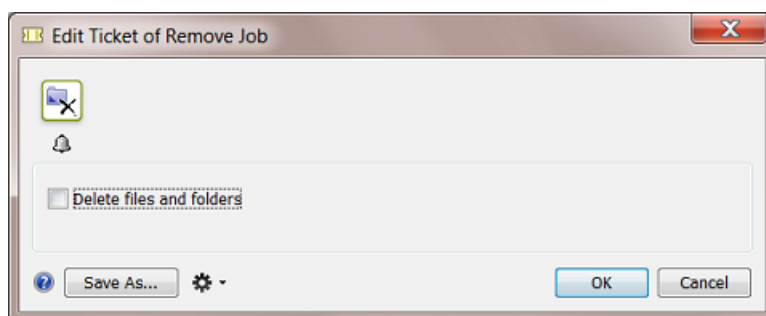 Edit Ticket of Remove Job
Delete files and folders
Save As...
OK
Cancel